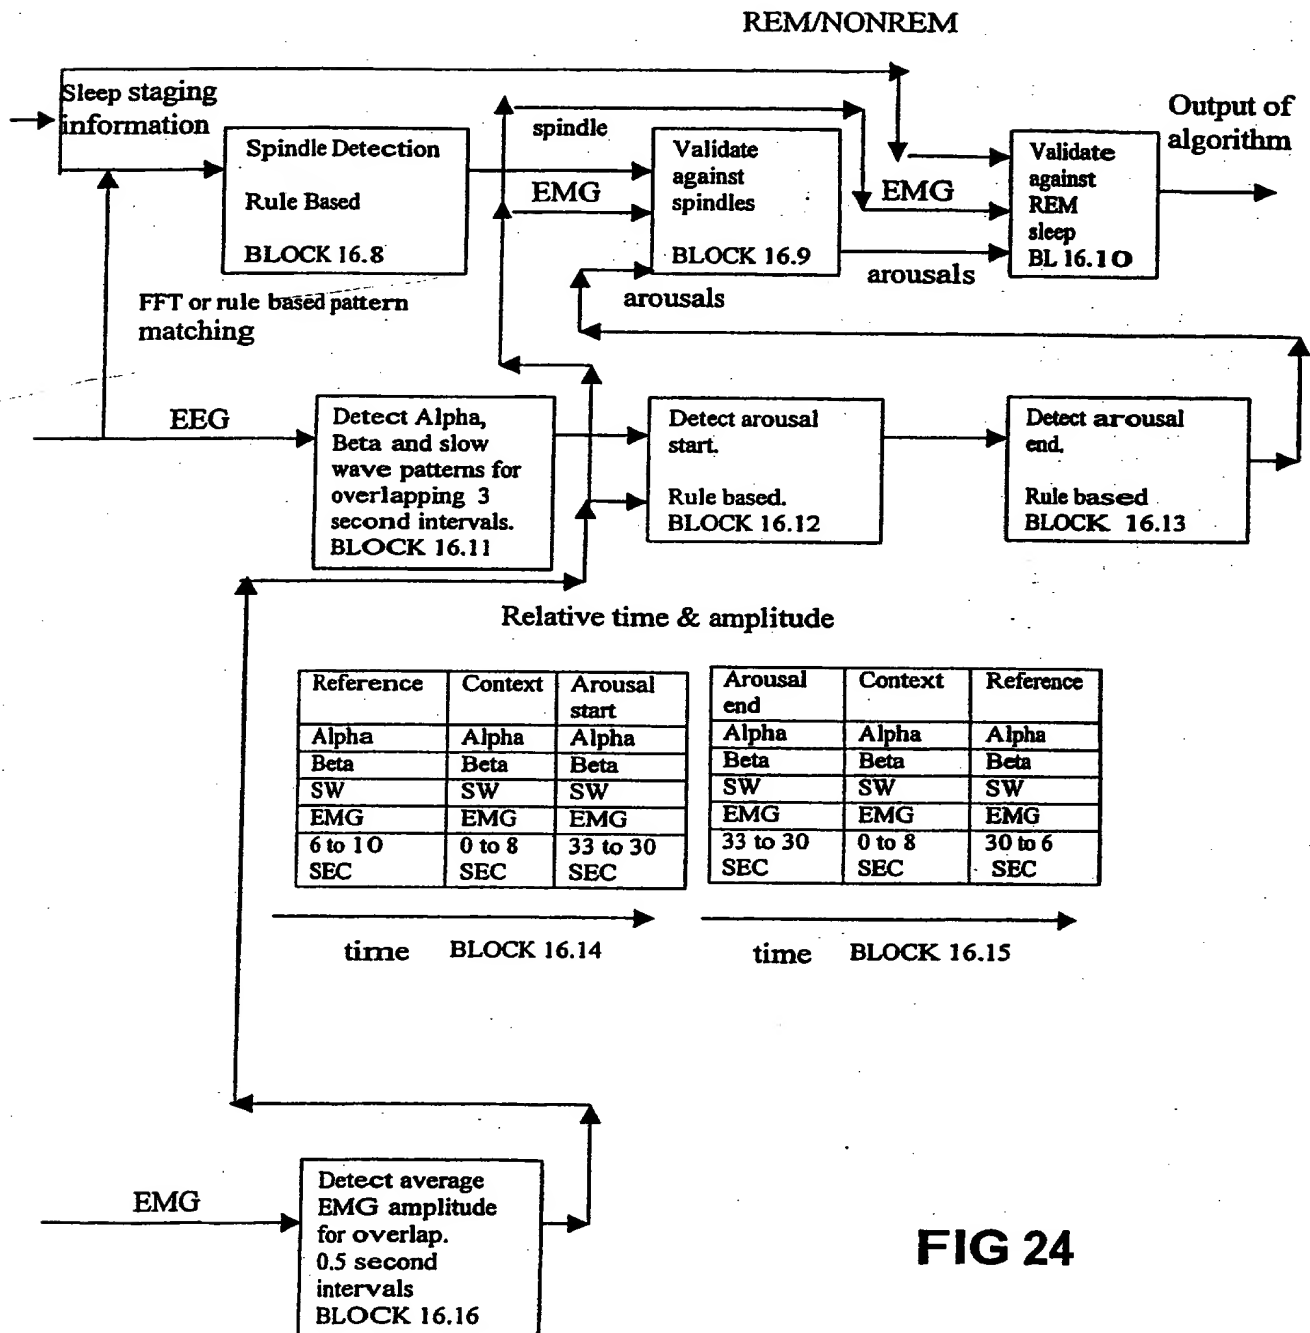 REM/NONREM
Sleep staging
information
Output of
algorithm
spindle
EMG
EMG
Spindle Detection
Rule Based
BLOCK 16.8
Validate
against
spindles
BLOCK 16.9
Validate
against
REM
sleep
BL 16.10
arousals
arousals
FFT or rule based pattern
matching
EEG
Detect Alpha,
Beta and slow
wave patterns for
overlapping 3
second intervals.
BLOCK 16.11
Detect arousal
start.
Rule based.
BLOCK 16.12
Detect arousal
end.
Rule based
BLOCK 16.13
Relative time & amplitude
Reference Context Arousal
start
Alpha Alpha Alpha
Beta Beta Beta
SW SW SW
EMG EMG EMG
6 to 10 0 to 8 33 to 30
SEC SEC SEC
time BLOCK 16.14
Arousal Context Reference
end
Alpha Alpha Alpha
Beta Beta Beta
SW SW SW
EMG EMG EMG
33 to 30 0 to 8 30 to 6
SEC SEC SEC
time BLOCK 16.15
EMG
Detect average
EMG amplitude
for overlap.
0.5 second
intervals
BLOCK 16.16
FIG 24